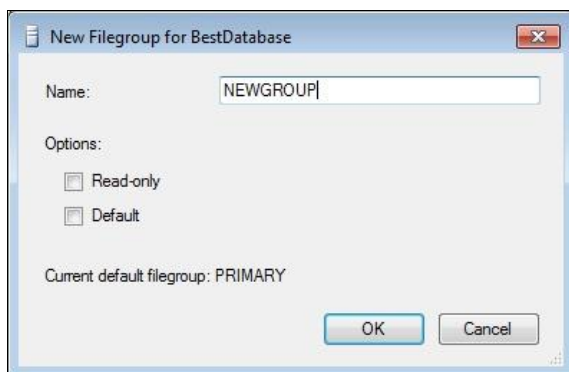 New Filegroup for BestDatabase
Name: NEWGROUP
Options:
Read-only
Default
Current default filegroup: PRIMARY
OK Cancel